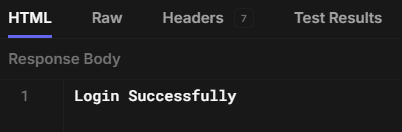 HTML Raw Headers 7 Test Results
Response Body
1 Login Successfully